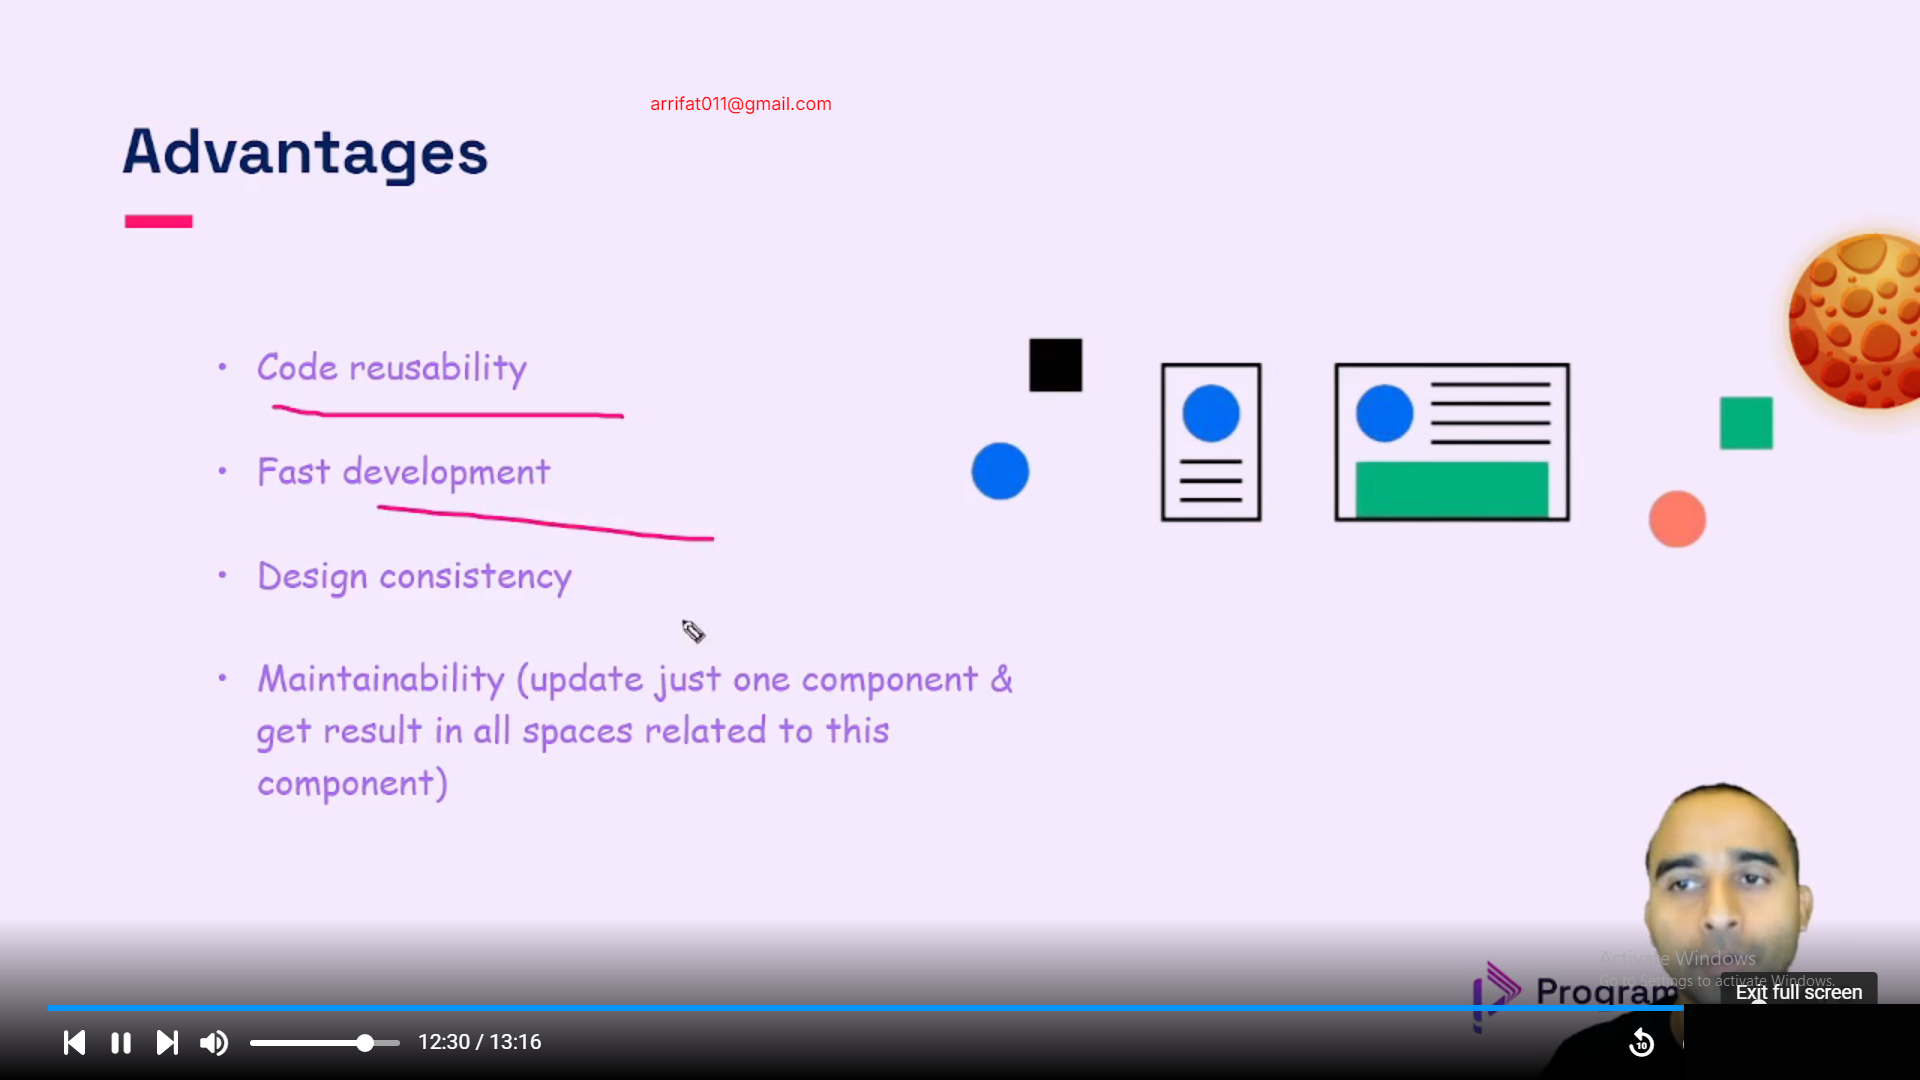 arrifat011@gmail.com
Advantages
• Code reusability
• Fast development
• Design consistency
• Maintainability (update just one component &
get result in all spaces related to this
component)
Activate Windows
Go to Settings to activate Windows.
Program
Exit full screen
12:30 / 13:16
10